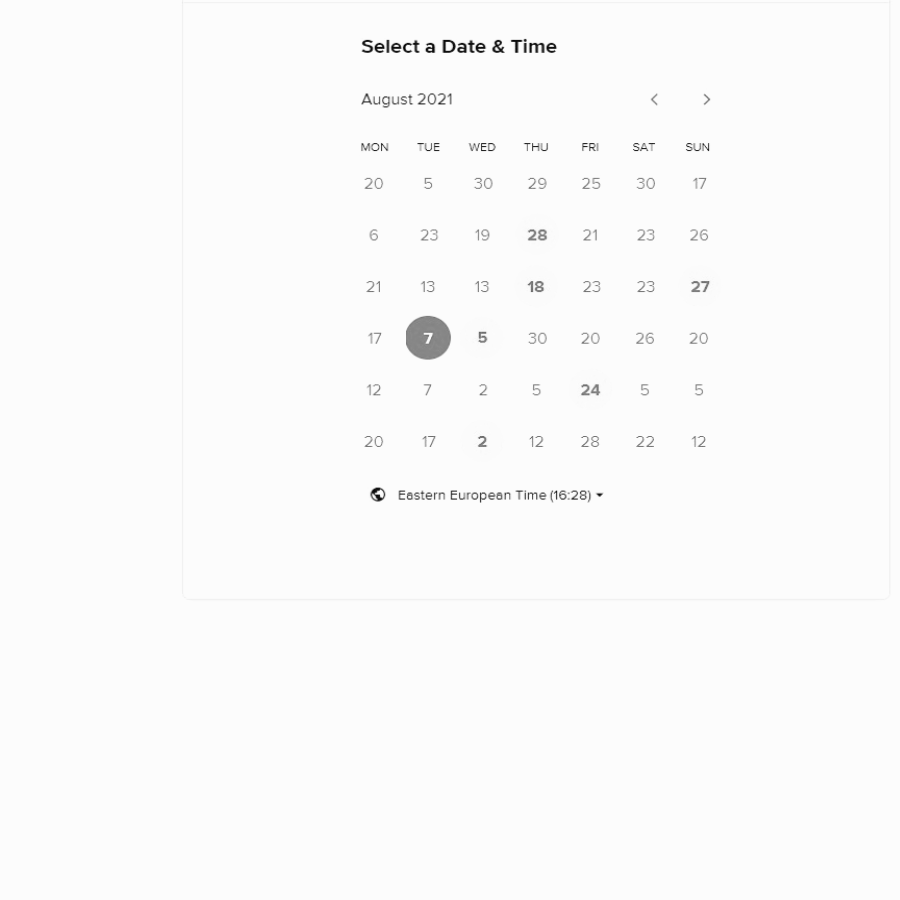 Select a Date & Time
August 2021
MON TUE WED THU FRI SAT SUN
20 5 30 29 25 30 17
6 23 19 28 21 23 26
21 13 13 18 23 23 27
17 7 5 30 20 26 20
12 7 2 5 24 5 5
20 17 2 12 28 22 12
Eastern European Time (16:28)